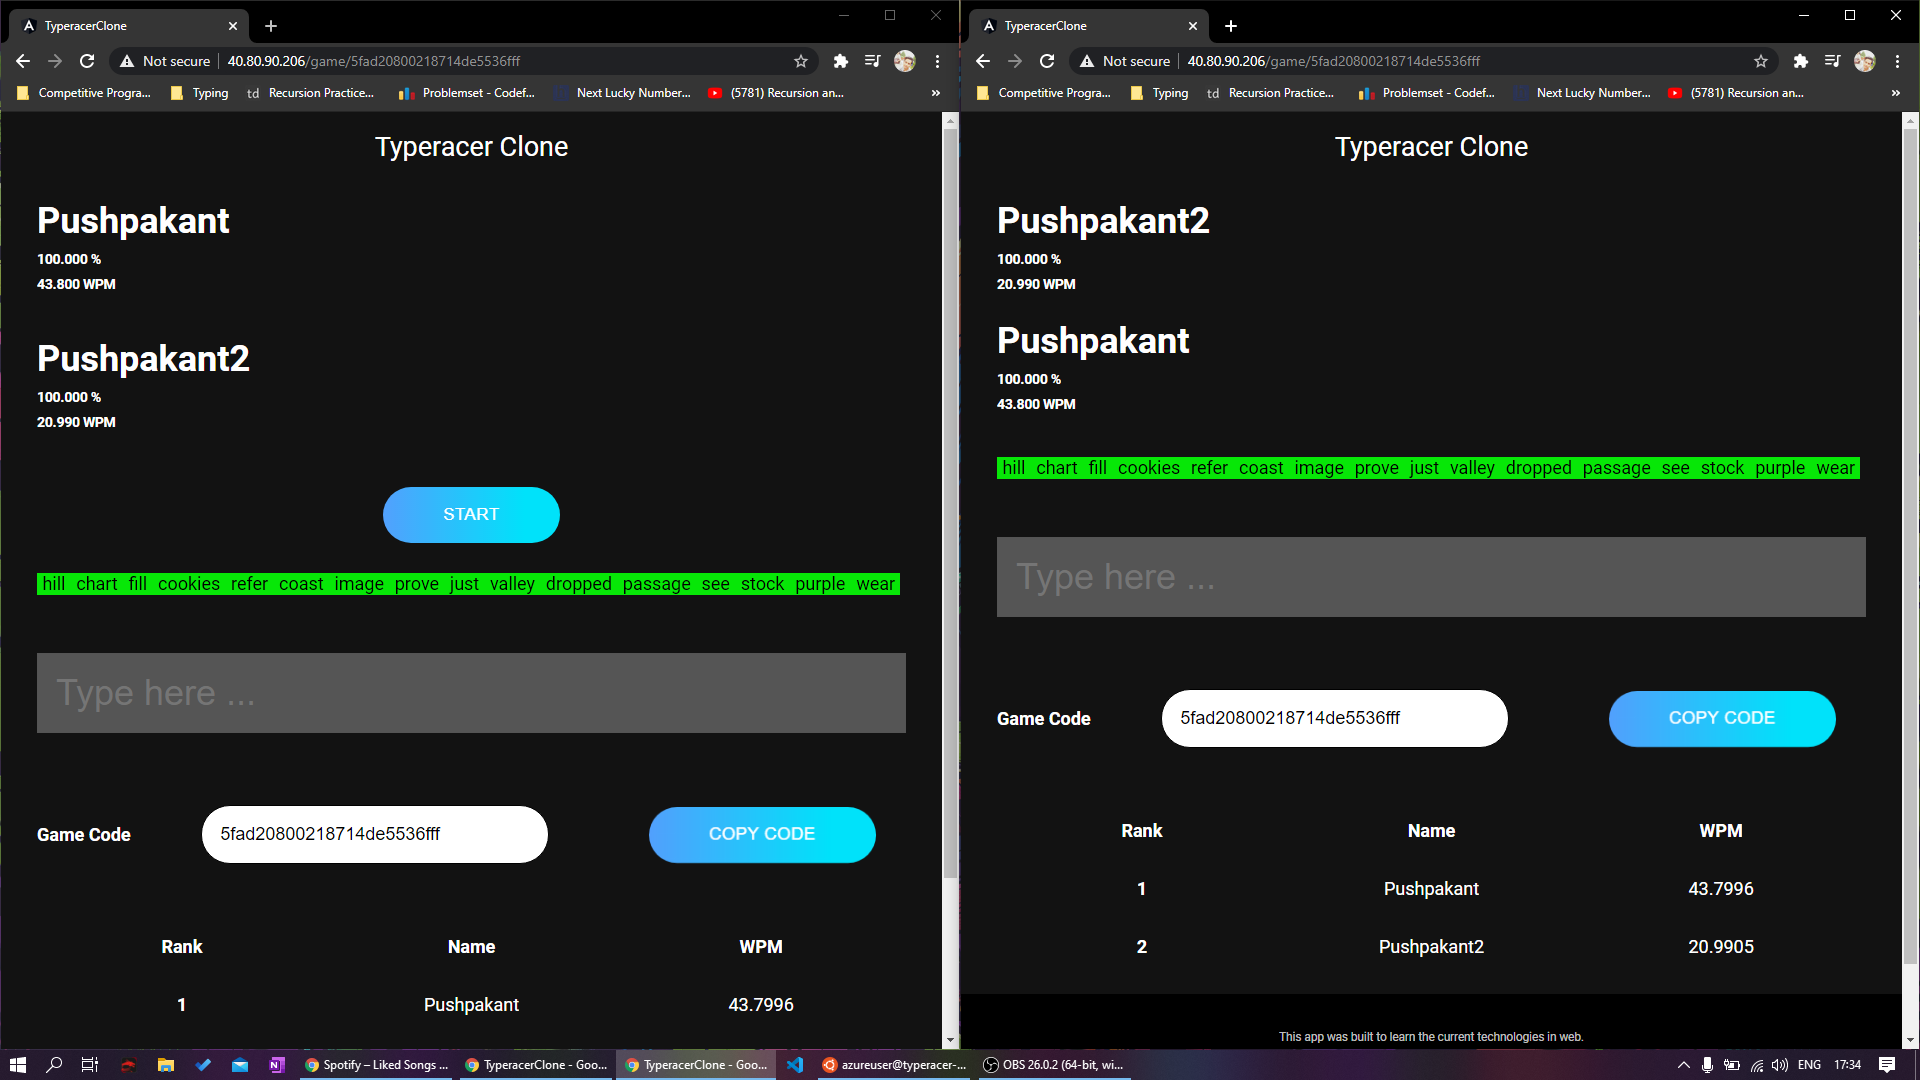 TyperacerClone
Not secure 40.80.90.206/game/5fad20800218714de5536fff
Competitive Progra... Typing td Recursion Practice... Problemset - Codef... Next Lucky Number... (5781) Recursion an... »
Typeracer Clone
Pushpakant
100.000 %
43.800 WPM
Pushpakant2
100.000 %
20.990 WPM
START
hill chart fill cookies refer coast image prove just valley dropped passage see stock purple wear
Type here ...
Game Code 5fad20800218714de5536fff COPY CODE
Rank Name WPM
1 Pushpakant 43.7996
TyperacerClone
Not secure 40.80.90.206/game/5fad20800218714de5536fff
Competitive Progra... Typing td Recursion Practice... Problemset - Codef... Next Lucky Number... (5781) Recursion an... »
Typeracer Clone
Pushpakant2
100.000 %
20.990 WPM
Pushpakant
100.000 %
43.800 WPM
hill chart fill cookies refer coast image prove just valley dropped passage see stock purple wear
Type here ...
Game Code 5fad20800218714de5536fff COPY CODE
Rank Name WPM
1 Pushpakant 43.7996
2 Pushpakant2 20.9905
This app was built to learn the current technologies in web.
Spotify – Liked Songs ... TyperacerClone - Goo... TyperacerClone - Goo... azureuser@typeracer-... OBS 26.0.2 (64-bit, wi... ENG 17:34